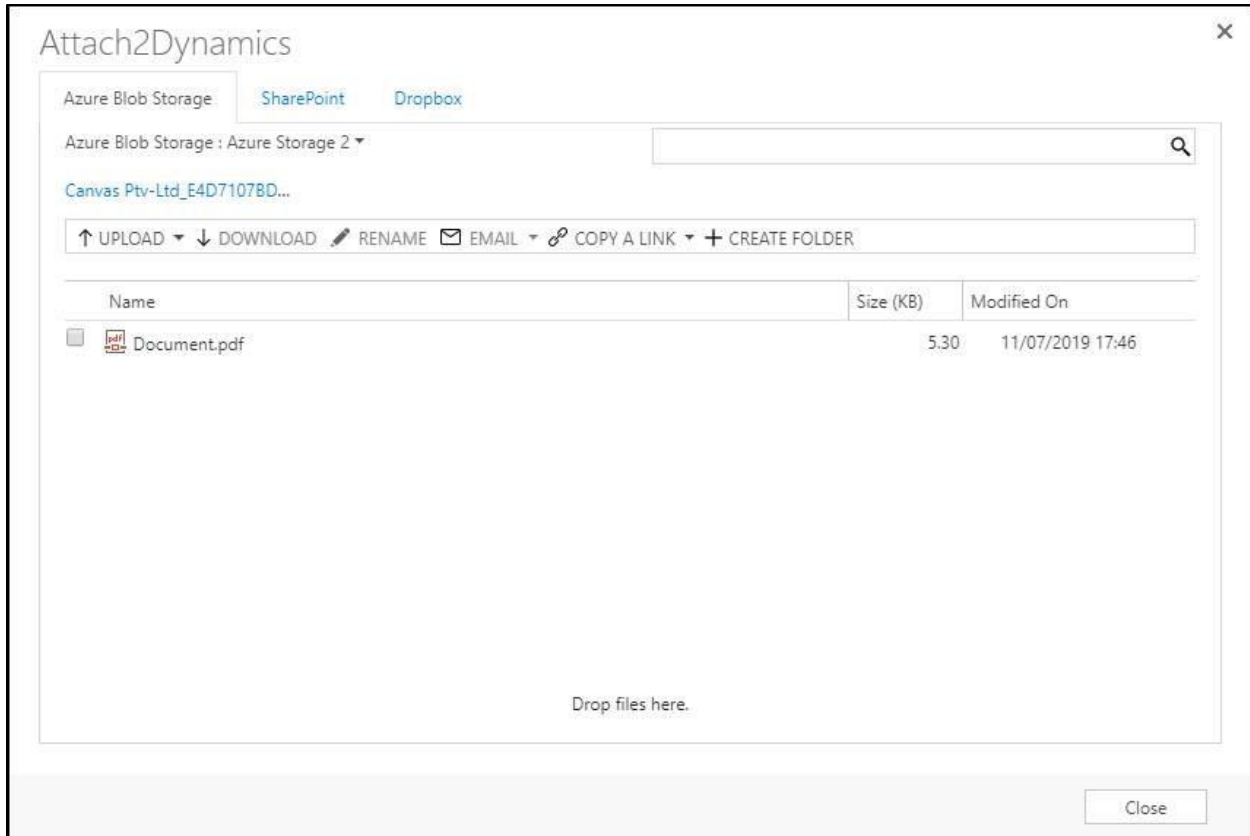 Attach2Dynamics
Azure Blob Storage SharePoint Dropbox
Azure Blob Storage : Azure Storage 2
Canvas Ptv-Ltd_E4D7107BD...
UPLOAD DOWNLOAD RENAME EMAIL COPY A LINK CREATE FOLDER
Name Size (KB) Modified On
pdf Document.pdf 5.30 11/07/2019 17:46
Drop files here.
Close